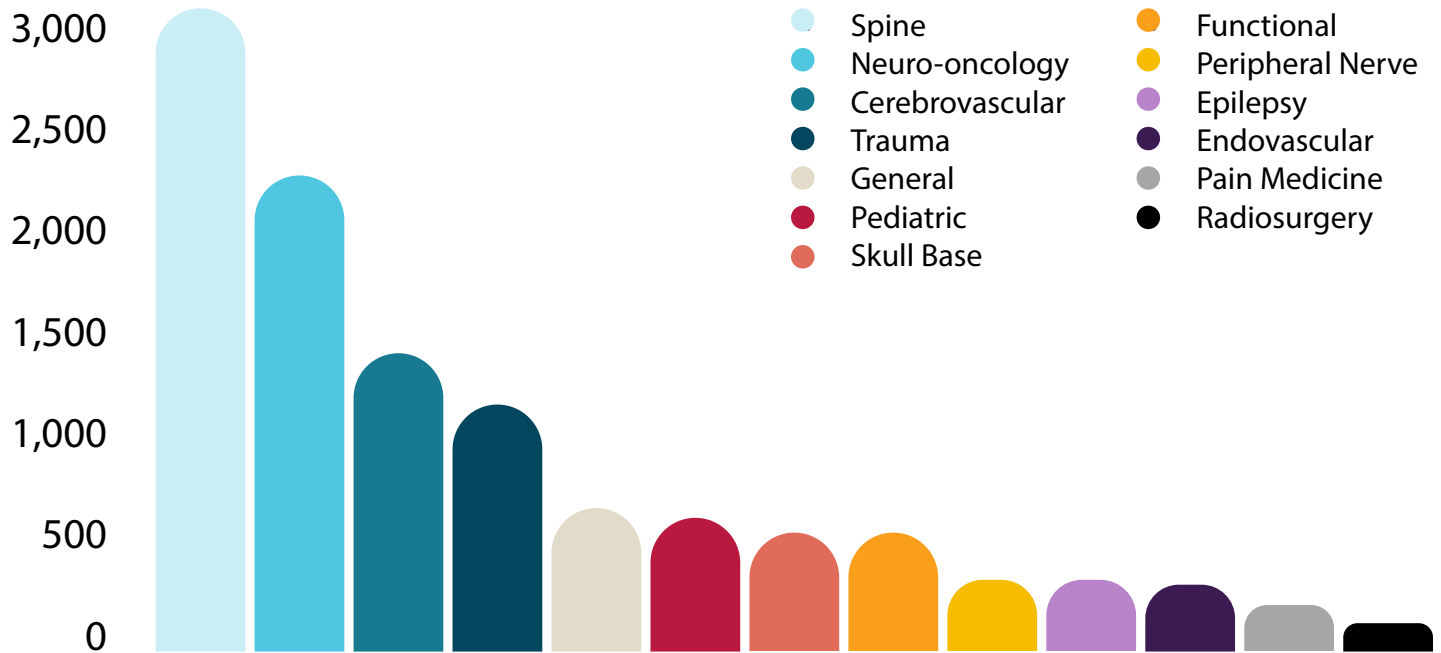 3,000
2,500
2,000
1,500
1,000
500
0
Spine
Neuro-oncology
Cerebrovascular
Trauma
General
Pediatric
Skull Base
Functional
Peripheral Nerve
Epilepsy
Endovascular
Pain Medicine
Radiosurgery